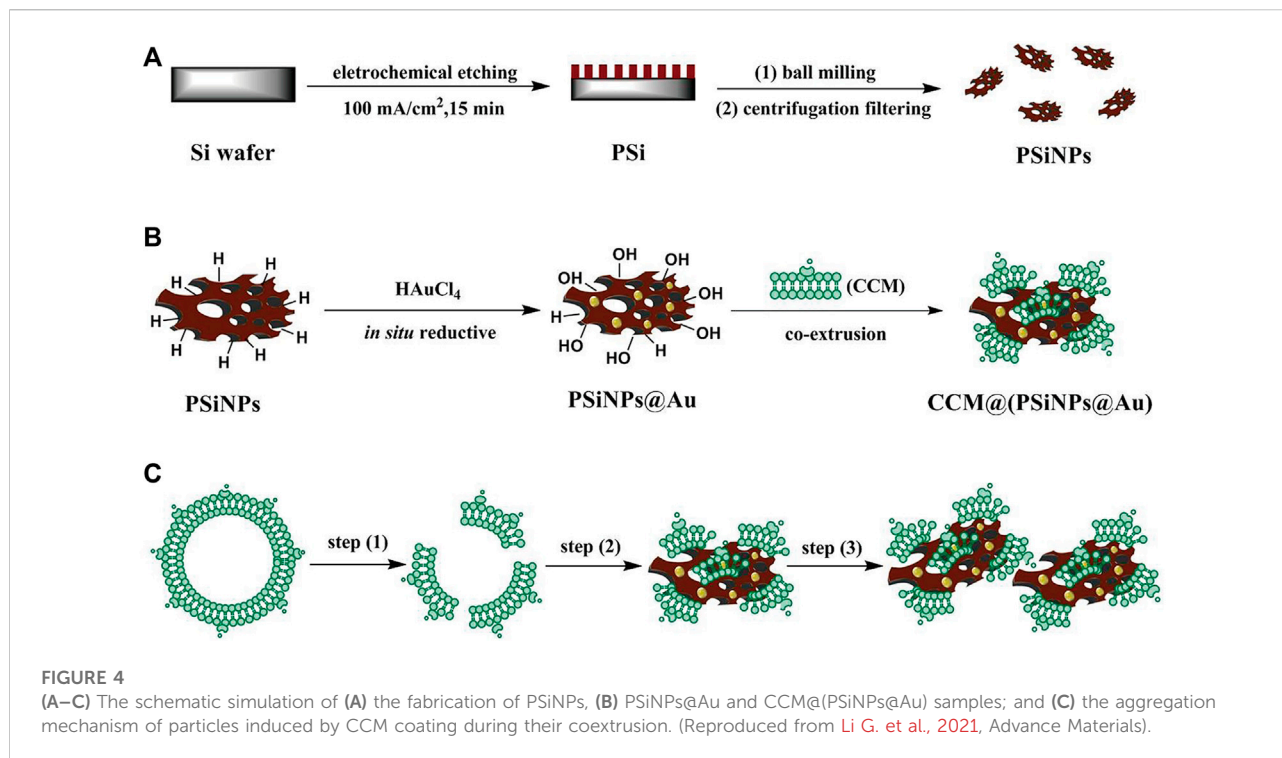 A
eletrochemical etching
100 mA/cm²,15 min
(1) ball milling
(2) centrifugation filtering
Si wafer
PSi
PSiNPs
B
H
H
H
H
H
H
H
H
H
H
PSiNPs
HAuCl₄
in situ reductive
OH
OH
OH
OH
OH
H
HO
HO
H
OH
PSiNPs@Au
(CCM)
co-extrusion
CCM@(PSiNPs@Au)
C
step (1)
step (2)
step (3)
FIGURE 4
(A–C) The schematic simulation of (A) the fabrication of PSiNPs, (B) PSiNPs@Au and CCM@(PSiNPs@Au) samples; and (C) the aggregation
mechanism of particles induced by CCM coating during their coextrusion. (Reproduced from Li G. et al., 2021, Advance Materials).